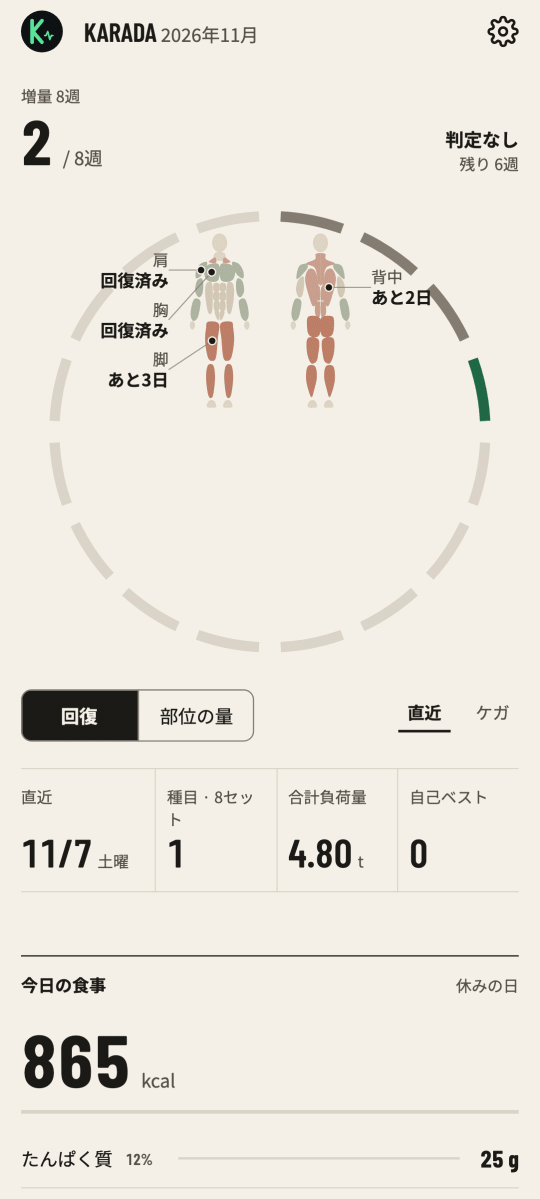 KARADA 2026年11月
増量 8週
2 / 8週
判定なし
残り 6週
肩
回復済み
胸
回復済み
脚
あと3日
背中
あと2日
回復
部位の量
直近
ケガ
直近
11/7 土曜
種目・8セッ
ト
1
合計負荷量
4.80 t
自己ベスト
0
今日の食事
休みの日
865 kcal
たんぱく質 12%
25 g